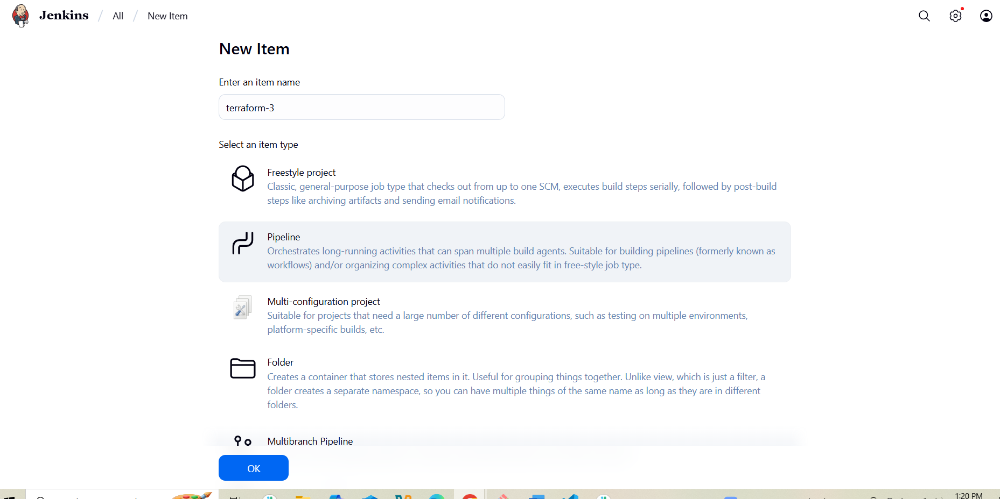 Jenkins / All / New Item
New Item
Enter an item name
terraform-3
Select an item type
Freestyle project
Classic, general-purpose job type that checks out from up to one SCM, executes build steps serially, followed by post-build
steps like archiving artifacts and sending email notifications.
Pipeline
Orchestrates long-running activities that can span multiple build agents. Suitable for building pipelines (formerly known as
workflows) and/or organizing complex activities that do not easily fit in free-style job type.
Multi-configuration project
Suitable for projects that need a large number of different configurations, such as testing on multiple environments,
platform-specific builds, etc.
Folder
Creates a container that stores nested items in it. Useful for grouping things together. Unlike view, which is just a filter, a
folder creates a separate namespace, so you can have multiple things of the same name as long as they are in different
folders.
Multibranch Pipeline
OK
1:20 PM